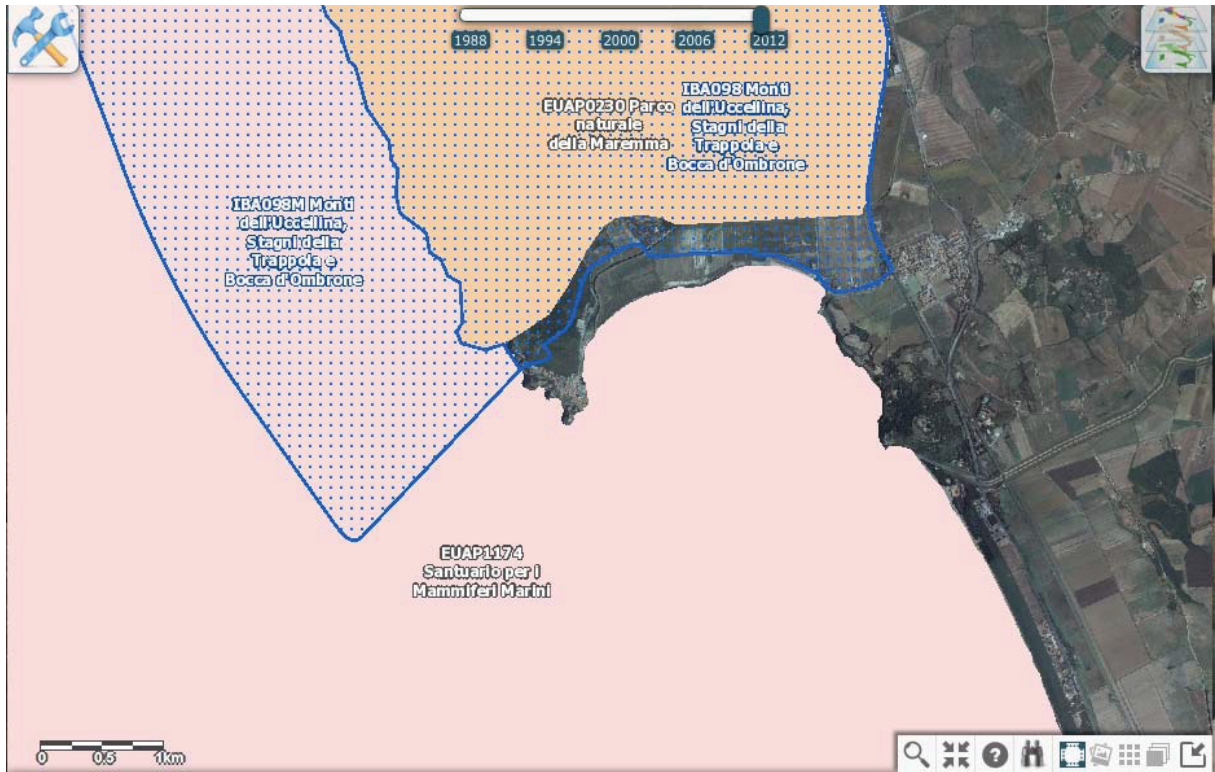 1988 1994 2000 2006 2012
EUAP0230 Parco
naturale
della Maremma
IBA098 Monti
dell'Uccellina,
Stagni della
Trappola e
Bocca d'Ombrone
IBA098M Monti
dell'Uccellina,
Stagni della
Trappola e
Bocca d'Ombrone
EUAP1174
Santuario per i
Mammiferi Marini
0 0.5 1km
?